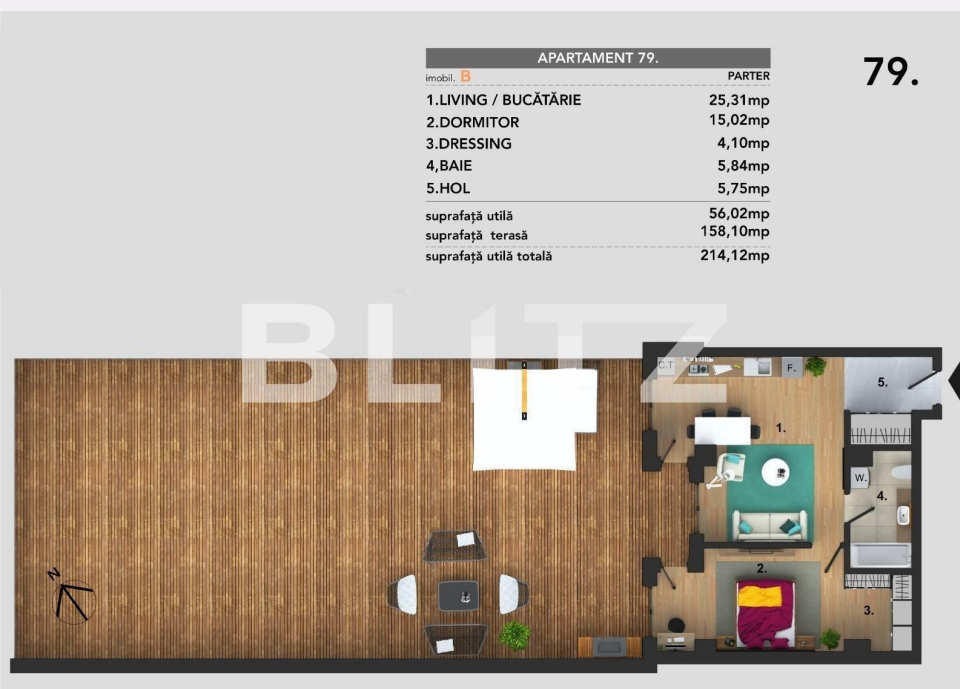 APARTAMENT 79.
79.
imobil. B PARTER
1.LIVING / BUCĂTĂRIE 25,31mp
2.DORMITOR 15,02mp
3.DRESSING 4,10mp
4,BAIE 5,84mp
5.HOL 5,75mp
suprafață utilă 56,02mp
suprafață terasă 158,10mp
suprafață utilă totală 214,12mp
BLITZ
C.T
F.
5.
1.
W.
4.
2.
3.
N